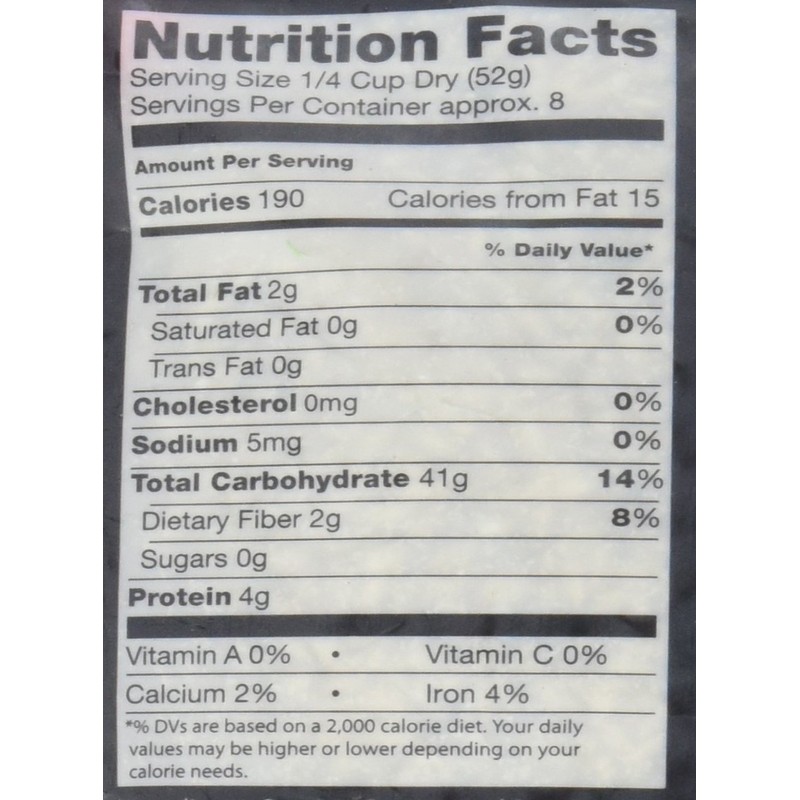 Nutrition Facts
Serving Size 1/4 Cup Dry (52g)
Servings Per Container approx. 8
Amount Per Serving
Calories 190 Calories from Fat 15
% Daily Value*
Total Fat 2g 2%
Saturated Fat 0g 0%
Trans Fat 0g
Cholesterol 0mg 0%
Sodium 5mg 0%
Total Carbohydrate 41g 14%
Dietary Fiber 2g 8%
Sugars 0g
Protein 4g
Vitamin A 0% • Vitamin C 0%
Calcium 2% • Iron 4%
*% DVs are based on a 2,000 calorie diet. Your daily
values may be higher or lower depending on your
calorie needs.